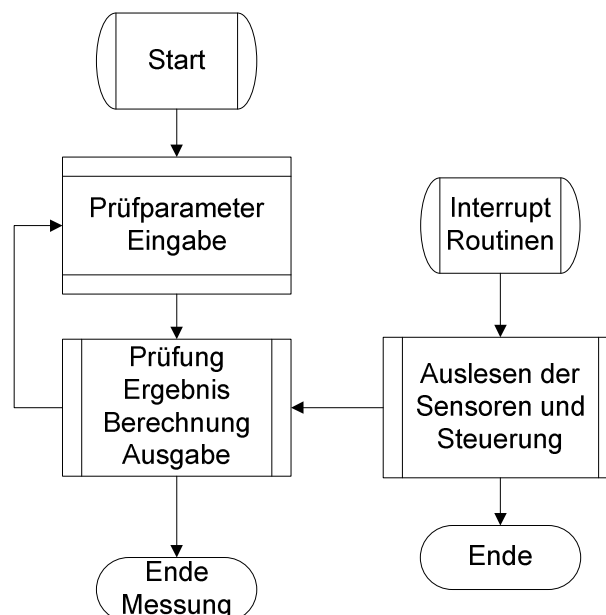 Start
Prüfparameter
Eingabe
Prüfung
Ergebnis
Berechnung
Ausgabe
Ende
Messung
Interrupt
Routinen
Auslesen der
Sensoren und
Steuerung
Ende